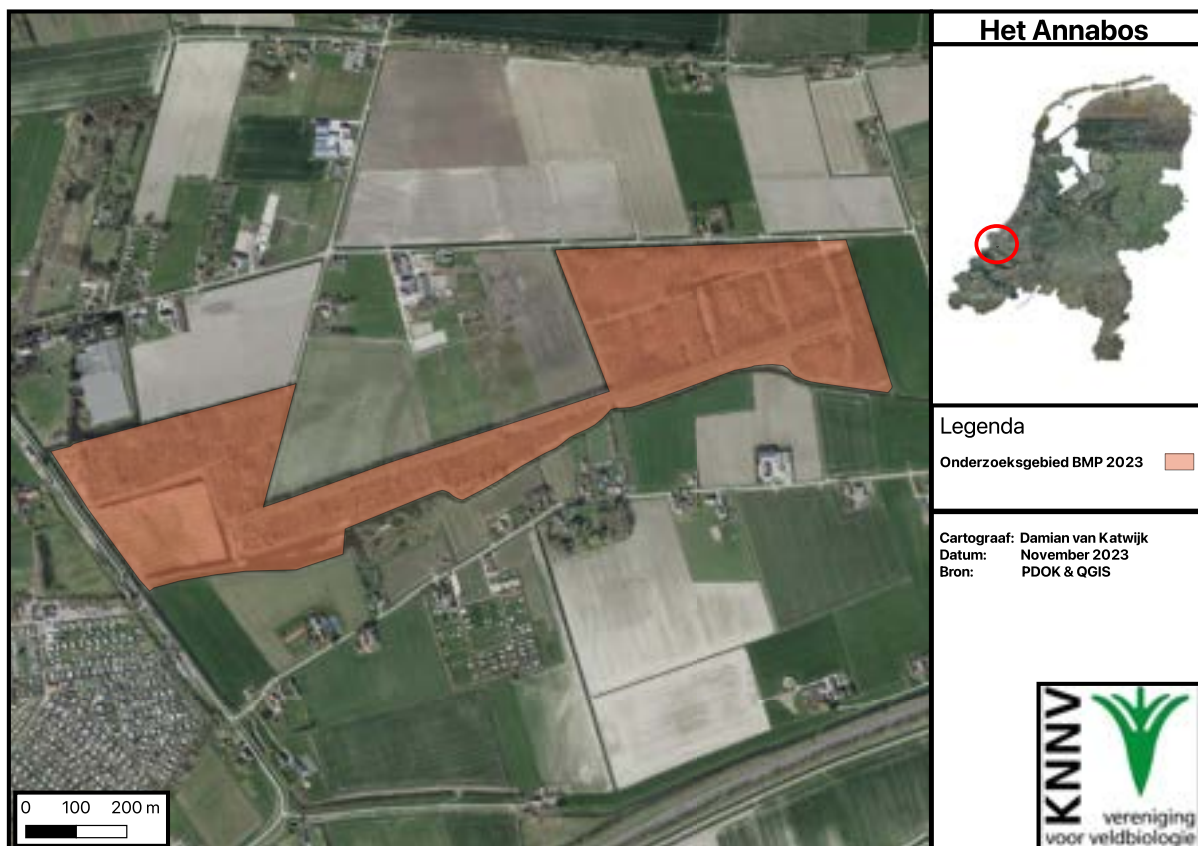 Het Annabos
Legenda
Onderzoeksgebied BMP 2023
Cartograaf: Damian van Katwijk
Datum: November 2023
Bron: PDOK & QGIS
KNNV
vereniging
voor veldbiologie
0 100 200 m